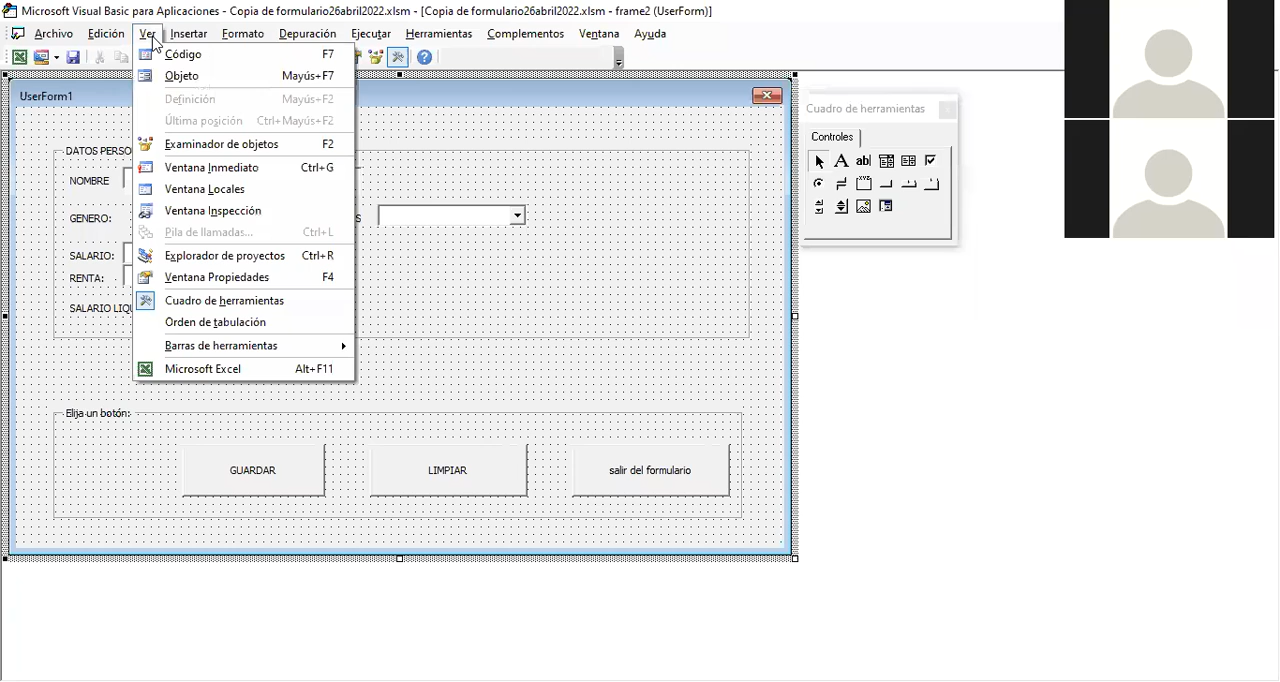 Microsoft Visual Basic para Aplicaciones - Copia de formulario26abril2022.xlsm - [Copia de formulario26abril2022.xlsm - frame2 (UserForm)]
Archivo Edición Ver Insertar Formato Depuración Ejecutar Herramientas Complementos Ventana Ayuda
Código F7
Objeto Mayús+F7
Definición Mayús+F2
Última posición Ctrl+Mayús+F2
Examinador de objetos F2
Ventana Inmediato Ctrl+G
Ventana Locales
Ventana Inspección
Pila de llamadas... Ctrl+L
Explorador de proyectos Ctrl+R
Ventana Propiedades F4
Cuadro de herramientas
Orden de tabulación
Barras de herramientas
Microsoft Excel Alt+F11
UserForm1
DATOS PERSO
NOMBRE
GENERO: S
SALARIO:
RENTA:
SALARIO LIQU
Elija un botón:
GUARDAR LIMPIAR salir del formulario
Cuadro de herramientas
Controles
A ab|
XYZ